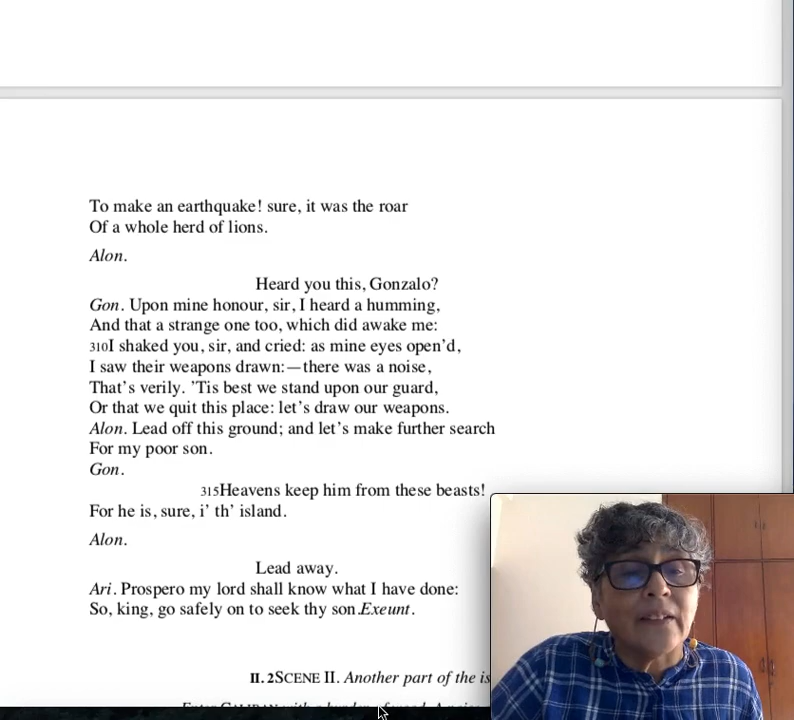 To make an earthquake! sure, it was the roar
Of a whole herd of lions.
Alon.
Heard you this, Gonzalo?
Gon. Upon mine honour, sir, I heard a humming,
And that a strange one too, which did awake me:
310I shaked you, sir, and cried: as mine eyes open’d,
I saw their weapons drawn:—there was a noise,
That’s verily. ’Tis best we stand upon our guard,
Or that we quit this place: let’s draw our weapons.
Alon. Lead off this ground; and let’s make further search
For my poor son.
Gon.
315Heavens keep him from these beasts!
For he is, sure, i’ th’ island.
Alon.
Lead away.
Ari. Prospero my lord shall know what I have done:
So, king, go safely on to seek thy son.Exeunt.
II. 2SCENE II. Another part of the is